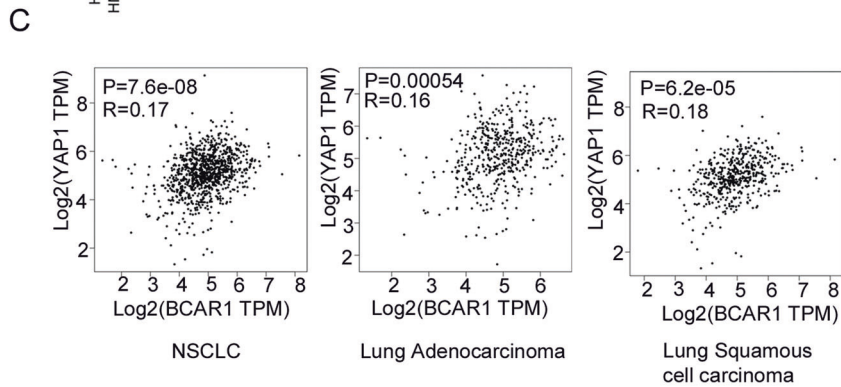 C
P=7.6e-08
R=0.17
Log2(YAP1 TPM)
8
6
4
2
2 3 4 5 6 7 8
Log2(BCAR1 TPM)
NSCLC
P=0.00054
R=0.16
Log2(YAP1 TPM)
7
6
5
4
3
2
2 3 4 5 6
Log2(BCAR1 TPM)
Lung Adenocarcinoma
P=6.2e-05
R=0.18
Log2(YAP1 TPM)
8
6
4
2
2 3 4 5 6 7 8
Log2(BCAR1 TPM)
Lung Squamous
cell carcinoma